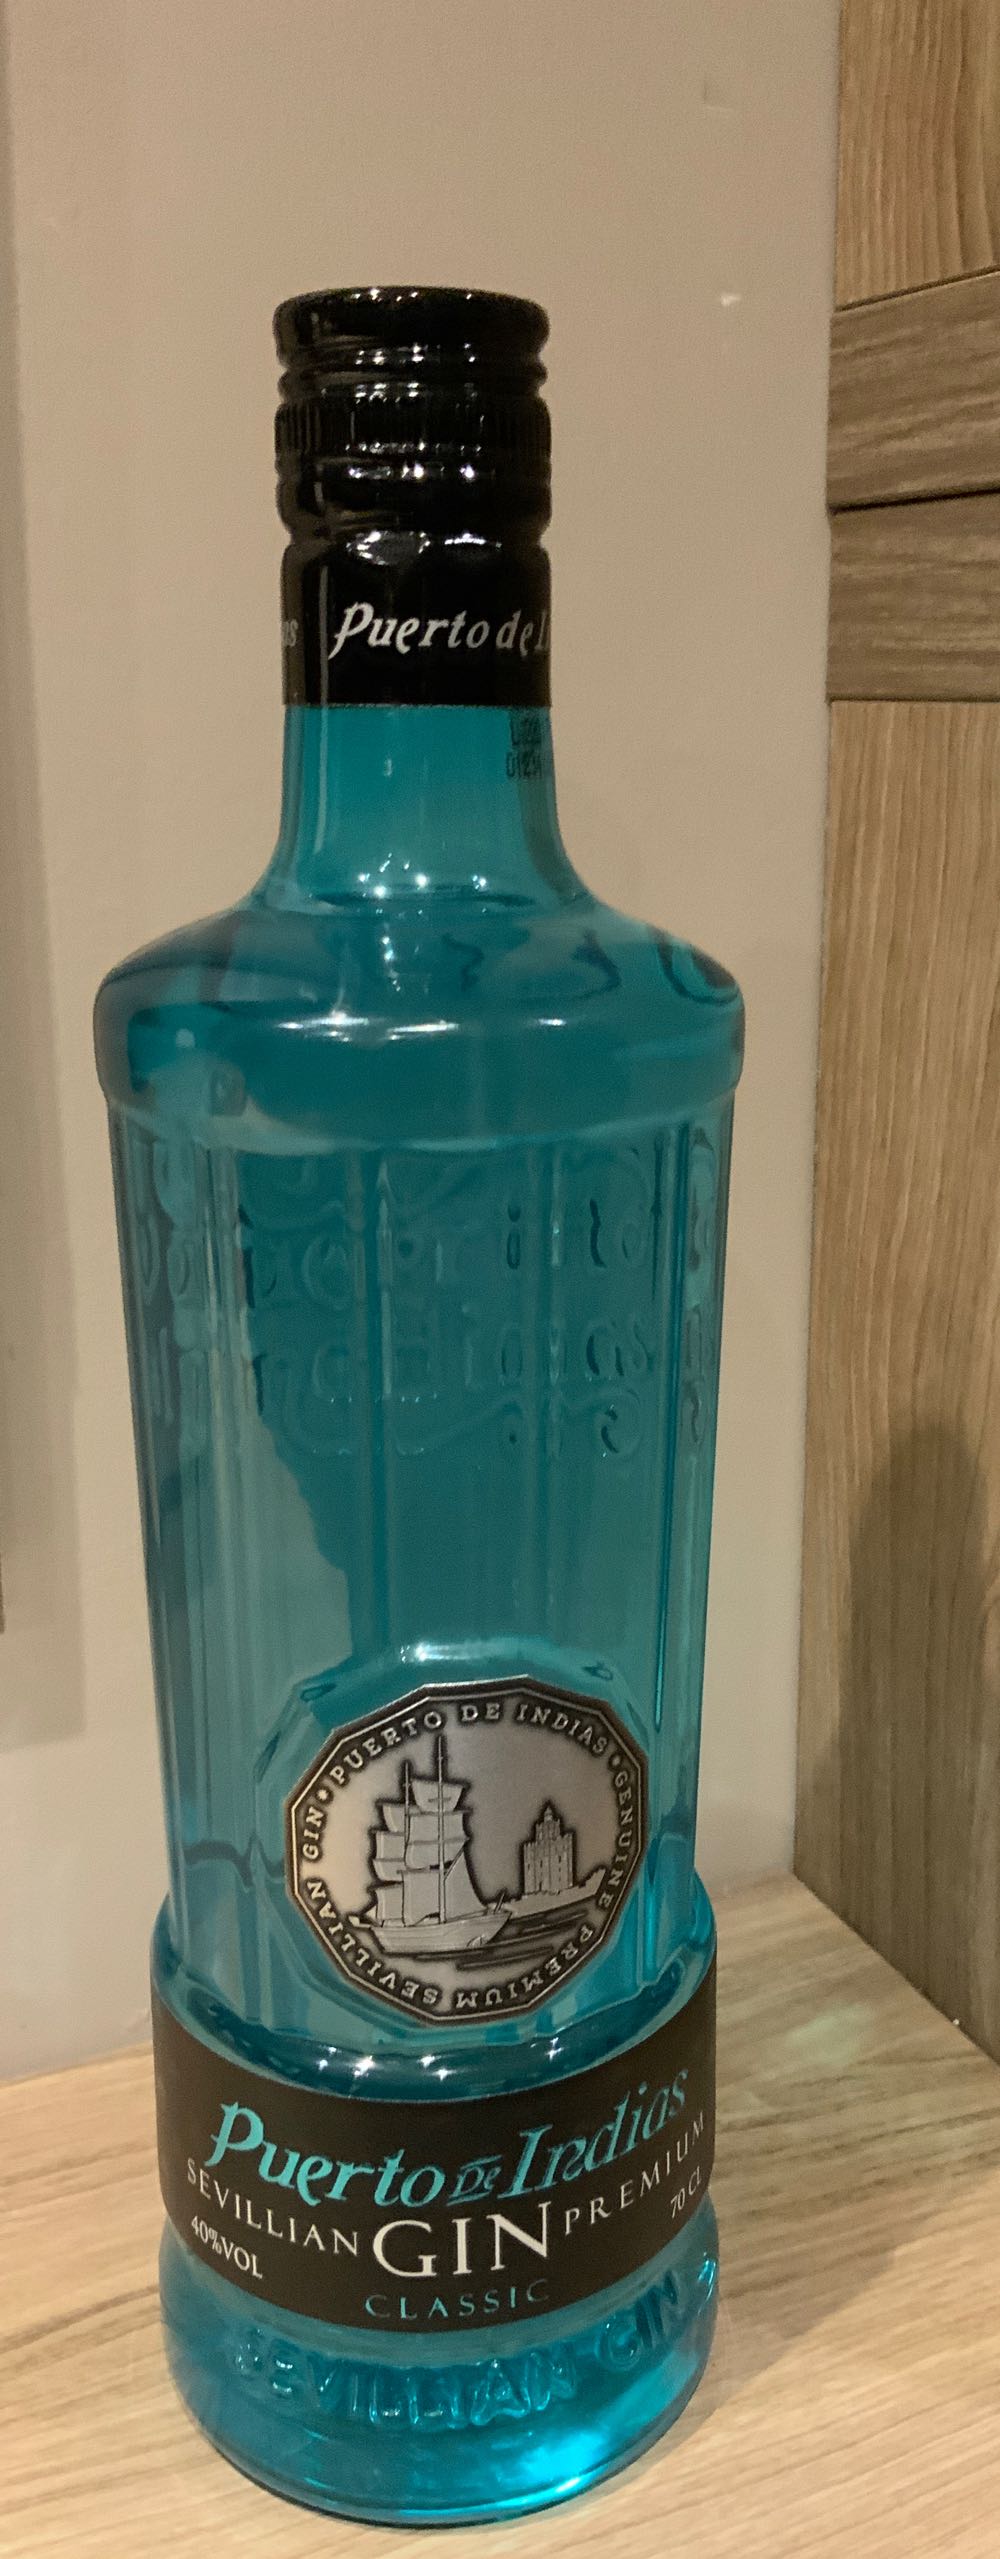 Puerto de
PUERTO DE INDIAS • GENUINE PREMIUM SEVILLIAN GIN •
Puerto DE Indias
SEVILLIAN GIN PREMIUM
40%VOL
70 CL
CLASSIC
SEVILLIAN GIN